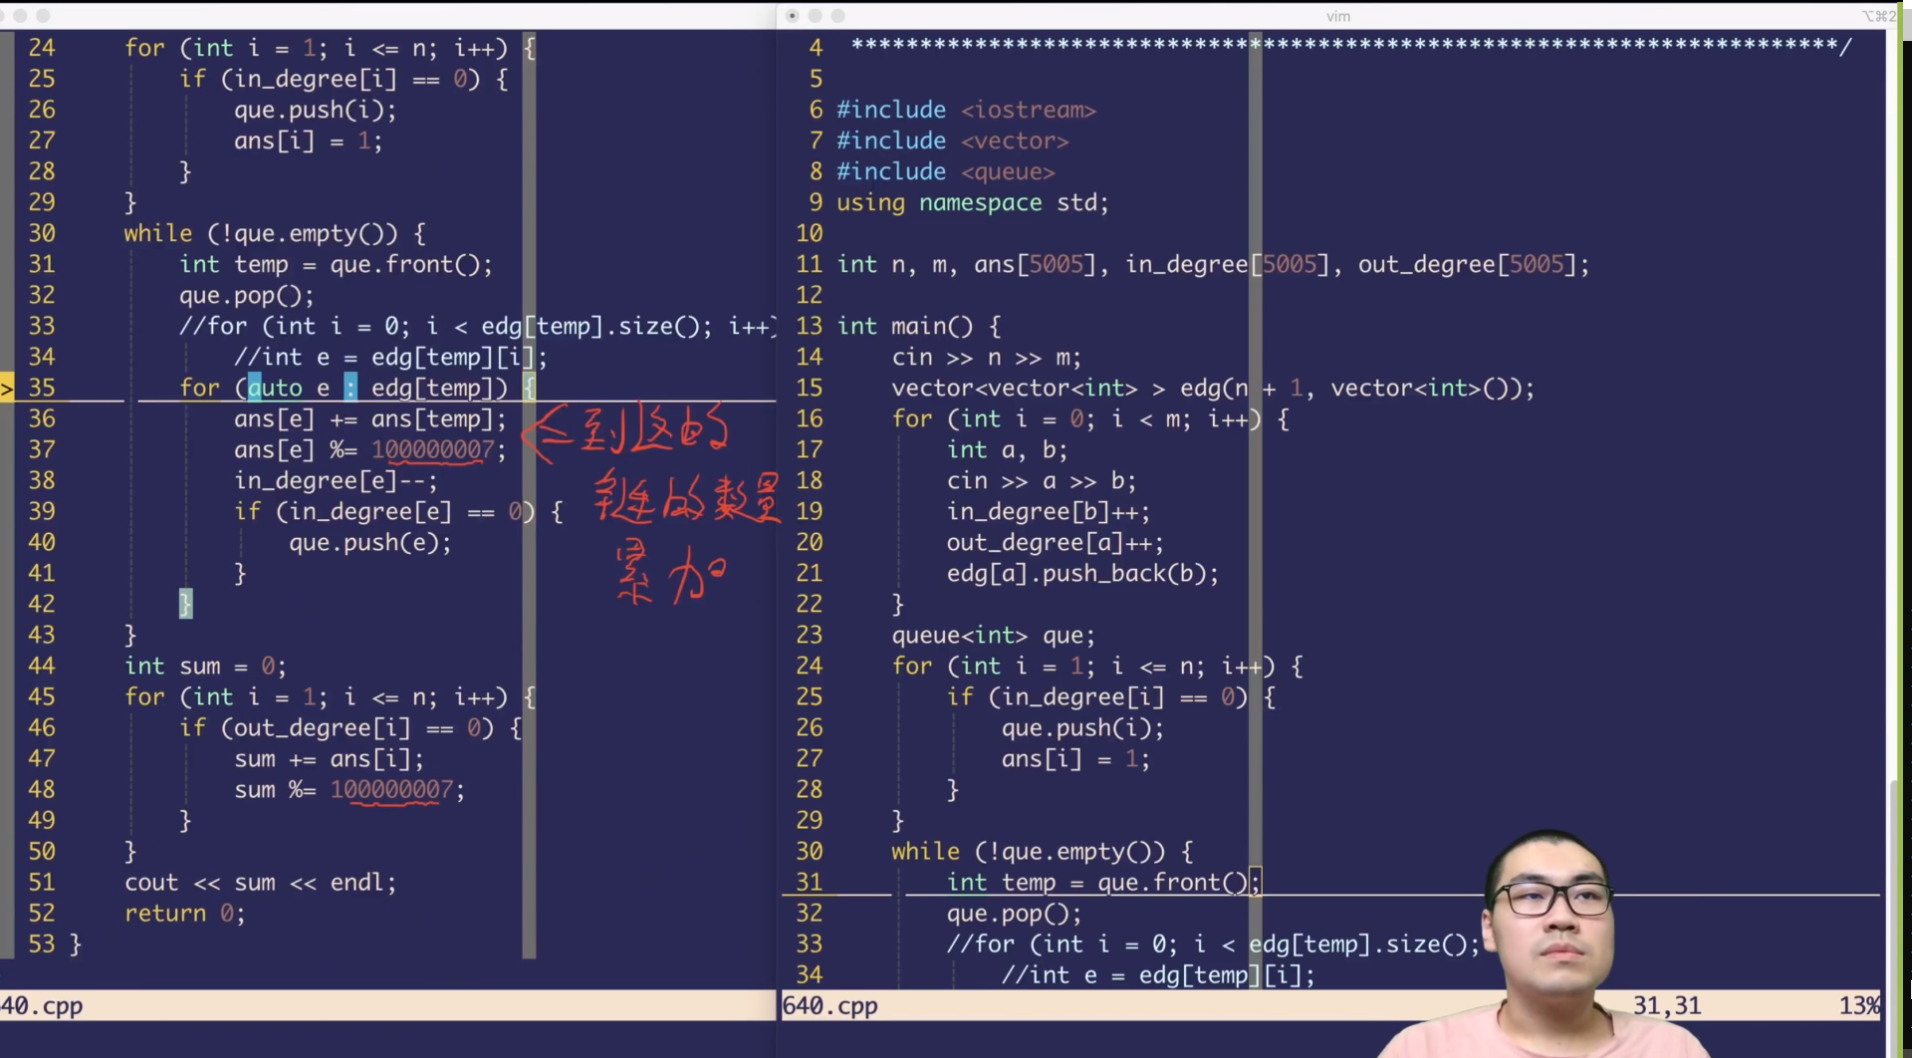 vim
⌥⌘2
24 for (int i = 1; i <= n; i++) {
25 if (in_degree[i] == 0) {
26 que.push(i);
27 ans[i] = 1;
28 }
29 }
30 while (!que.empty()) {
31 int temp = que.front();
32 que.pop();
33 //for (int i = 0; i < edg[temp].size(); i++)
34 //int e = edg[temp][i];
> 35 for (auto e : edg[temp]) {
36 ans[e] += ans[temp];
37 ans[e] %= 100000007;
38 in_degree[e]--;
39 if (in_degree[e] == 0) {
40 que.push(e);
41 }
42 }
43 }
44 int sum = 0;
45 for (int i = 1; i <= n; i++) {
46 if (out_degree[i] == 0) {
47 sum += ans[i];
48 sum %= 100000007;
49 }
50 }
51 cout << sum << endl;
52 return 0;
53 }
到这的
链的数量
累加
40.cpp
4 ************************************************************************/
5
6 #include <iostream>
7 #include <vector>
8 #include <queue>
9 using namespace std;
10
11 int n, m, ans[5005], in_degree[5005], out_degree[5005];
12
13 int main() {
14 cin >> n >> m;
15 vector<vector<int> > edg(n + 1, vector<int>());
16 for (int i = 0; i < m; i++) {
17 int a, b;
18 cin >> a >> b;
19 in_degree[b]++;
20 out_degree[a]++;
21 edg[a].push_back(b);
22 }
23 queue<int> que;
24 for (int i = 1; i <= n; i++) {
25 if (in_degree[i] == 0) {
26 que.push(i);
27 ans[i] = 1;
28 }
29 }
30 while (!que.empty()) {
31 int temp = que.front();
32 que.pop();
33 //for (int i = 0; i < edg[temp].size();
34 //int e = edg[temp][i];
640.cpp 31,31 13%